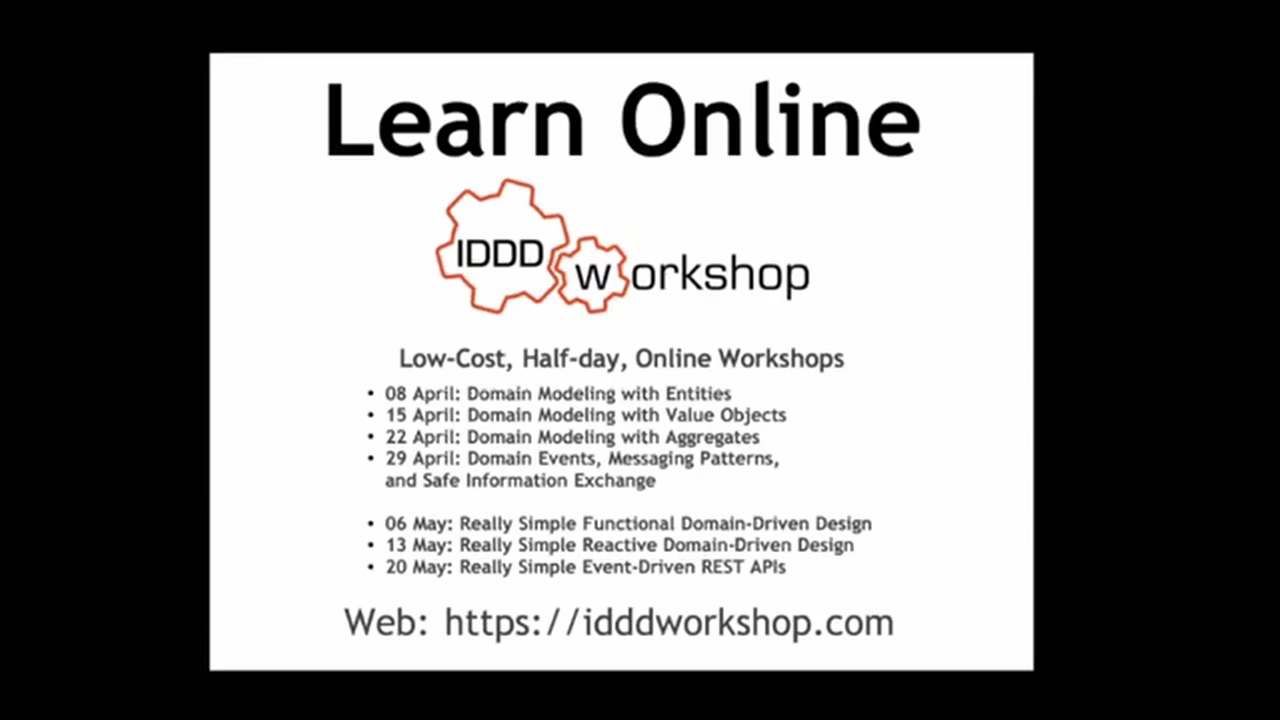 Learn Online
IDDD workshop
Low-Cost, Half-day, Online Workshops
• 08 April: Domain Modeling with Entities
• 15 April: Domain Modeling with Value Objects
• 22 April: Domain Modeling with Aggregates
• 29 April: Domain Events, Messaging Patterns,
and Safe Information Exchange
• 06 May: Really Simple Functional Domain-Driven Design
• 13 May: Really Simple Reactive Domain-Driven Design
• 20 May: Really Simple Event-Driven REST APIs
Web: https://idddworkshop.com